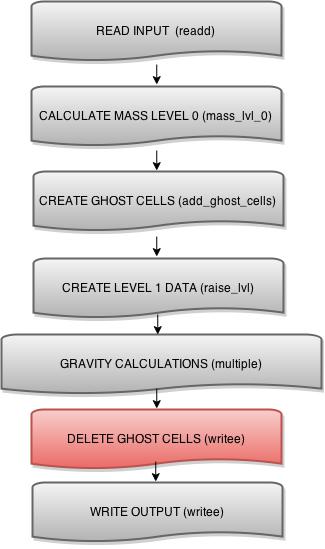 READ INPUT (readd)
CALCULATE MASS LEVEL 0 (mass_lvl_0)
CREATE GHOST CELLS (add_ghost_cells)
CREATE LEVEL 1 DATA (raise_lvl)
GRAVITY CALCULATIONS (multiple)
DELETE GHOST CELLS (writee)
WRITE OUTPUT (writee)